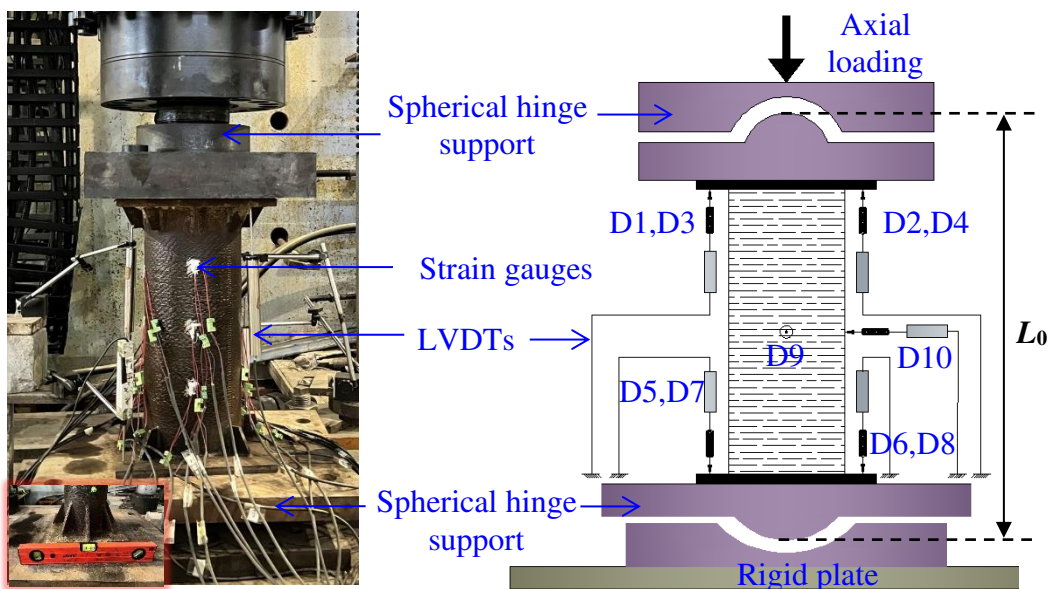 Axial
loading
Spherical hinge
support
D1,D3
D2,D4
Strain gauges
LVDTs
L₀
D9
D10
D5,D7
D6,D8
Spherical hinge
support
Rigid plate